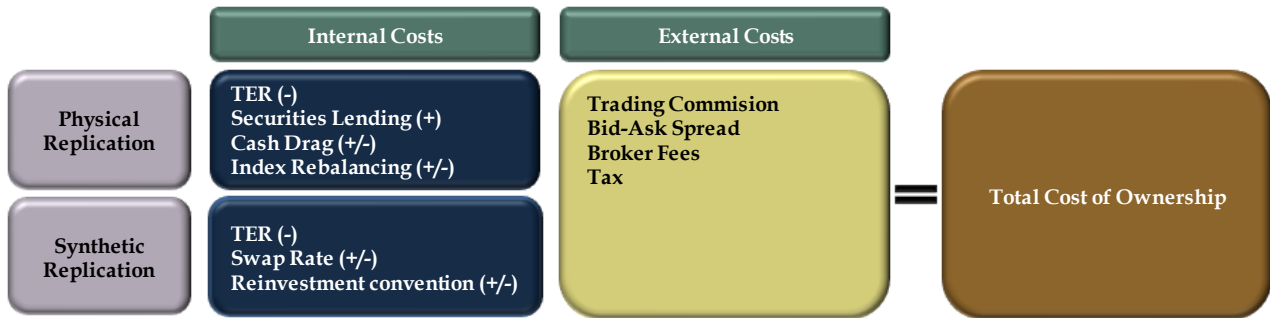 Internal Costs
External Costs
Physical
Replication
TER (-)
Securities Lending (+)
Cash Drag (+/-)
Index Rebalancing (+/-)
Synthetic
Replication
TER (-)
Swap Rate (+/-)
Reinvestment convention (+/-)
Trading Commision
Bid-Ask Spread
Broker Fees
Tax
=
Total Cost of Ownership